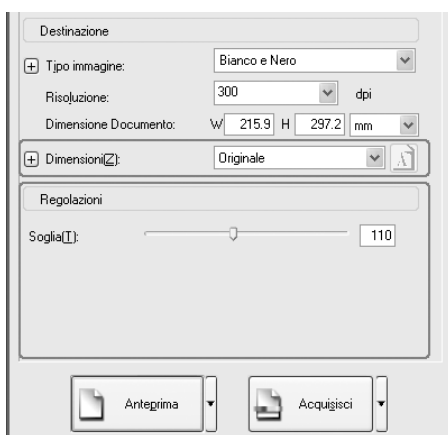 Destinazione
Tipo immagine: Bianco e Nero
Risoluzione: 300 dpi
Dimensione Documento: W 215.9 H 297.2 mm
Dimensioni(Z): Originale A
Regolazioni
Soglia(T): 110
Anteprima Acquisisci